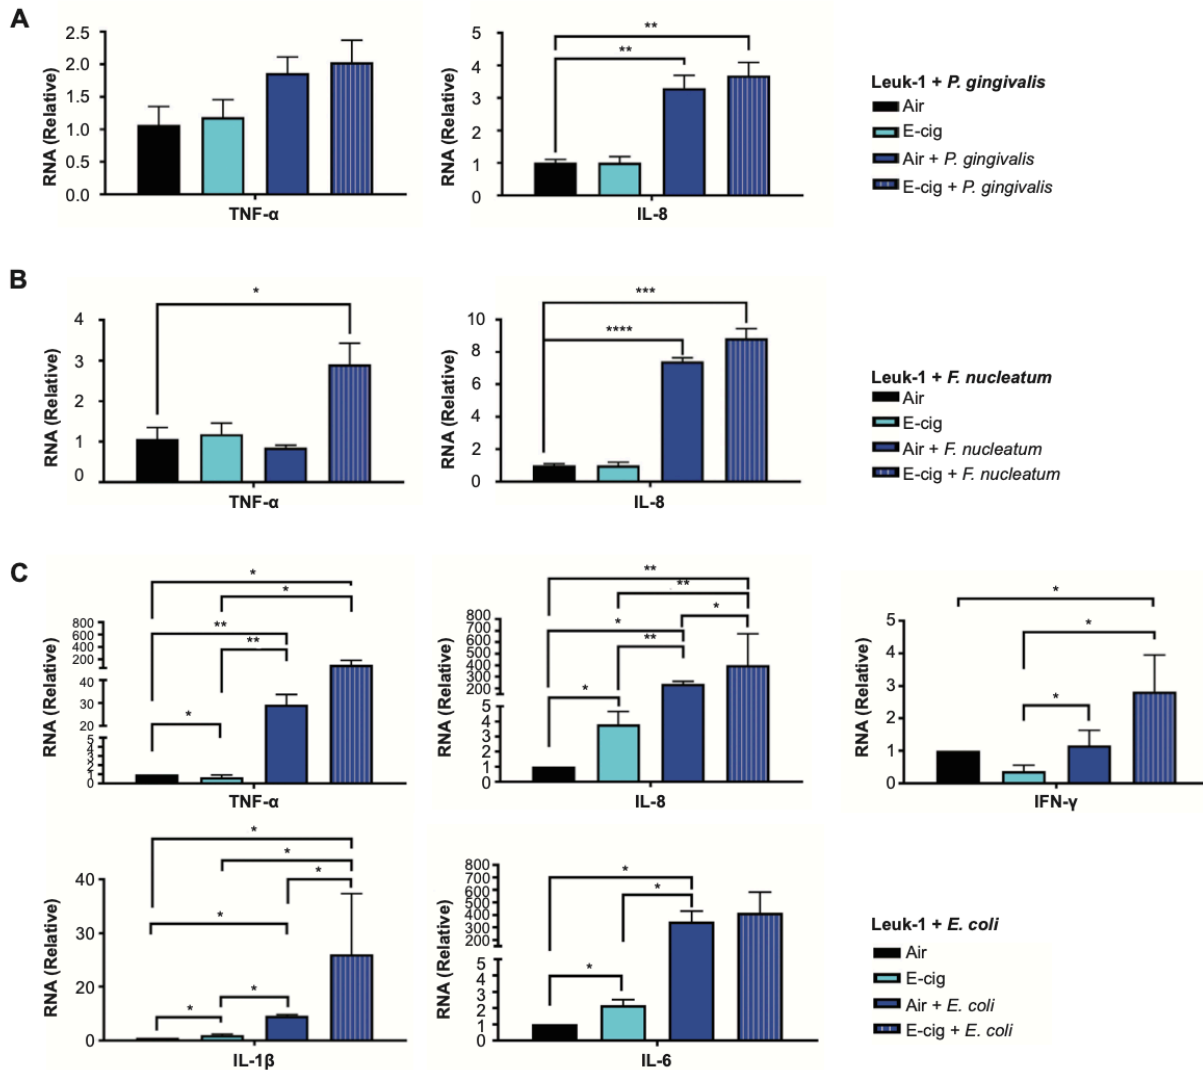 A
RNA (Relative)
2.5
2.0
1.5
1.0
0.5
0.0
TNF-α
RNA (Relative)
5
4
3
2
1
0
**
**
IL-8
Leuk-1 + P. gingivalis
Air
E-cig
Air + P. gingivalis
E-cig + P. gingivalis
B
RNA (Relative)
4
3
2
1
0
*
TNF-α
RNA (Relative)
10
8
6
4
2
0
***
****
IL-8
Leuk-1 + F. nucleatum
Air
E-cig
Air + F. nucleatum
E-cig + F. nucleatum
C
RNA (Relative)
800
600
400
200
40
30
20
5
4
3
2
1
0
*
*
**
**
*
TNF-α
RNA (Relative)
800
700
600
500
400
300
200
5
4
3
2
1
0
**
**
*
*
**
*
IL-8
RNA (Relative)
5
4
3
2
1
0
*
*
*
IFN-γ
RNA (Relative)
40
30
20
10
0
*
*
*
*
*
*
IL-1β
RNA (Relative)
800
700
600
500
400
300
200
5
4
3
2
1
0
*
*
*
IL-6
Leuk-1 + E. coli
Air
E-cig
Air + E. coli
E-cig + E. coli